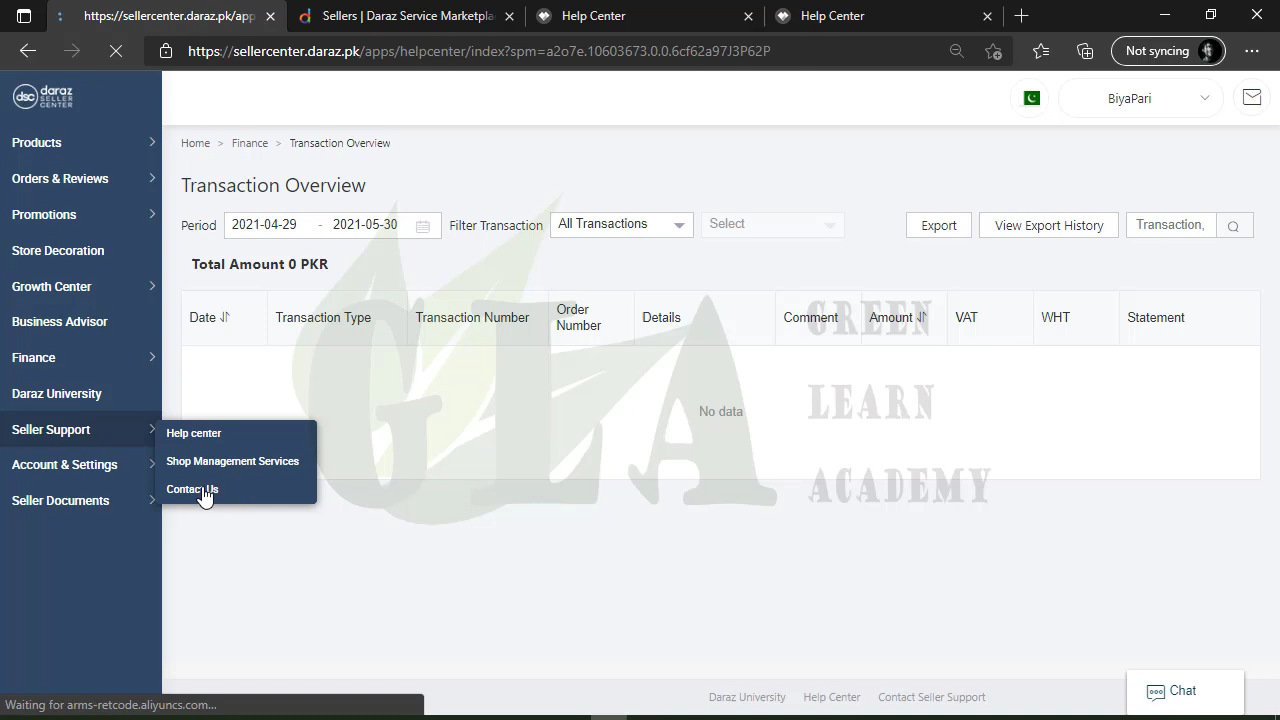 https://sellercenter.daraz.pk/app
Sellers | Daraz Service Marketpla
Help Center
Help Center
https://sellercenter.daraz.pk/apps/helpcenter/index?spm=a2o7e.10603673.0.0.6cf62a97J3P62P
Not syncing
dsc daraz
SELLER
CENTER
BiyaPari
Products
Orders & Reviews
Promotions
Store Decoration
Growth Center
Business Advisor
Finance
Daraz University
Seller Support
Account & Settings
Seller Documents
Help center
Shop Management Services
Contact Us
Home > Finance > Transaction Overview
Transaction Overview
Period 2021-04-29 - 2021-05-30 Filter Transaction All Transactions Select Export View Export History Transaction,
Total Amount 0 PKR
Date Transaction Type Transaction Number Order Number Details Comment Amount VAT WHT Statement
No data
GLA
GREEN
LEARN
ACADEMY
Daraz University Help Center Contact Seller Support
Chat
Waiting for arms-retcode.aliyuncs.com...